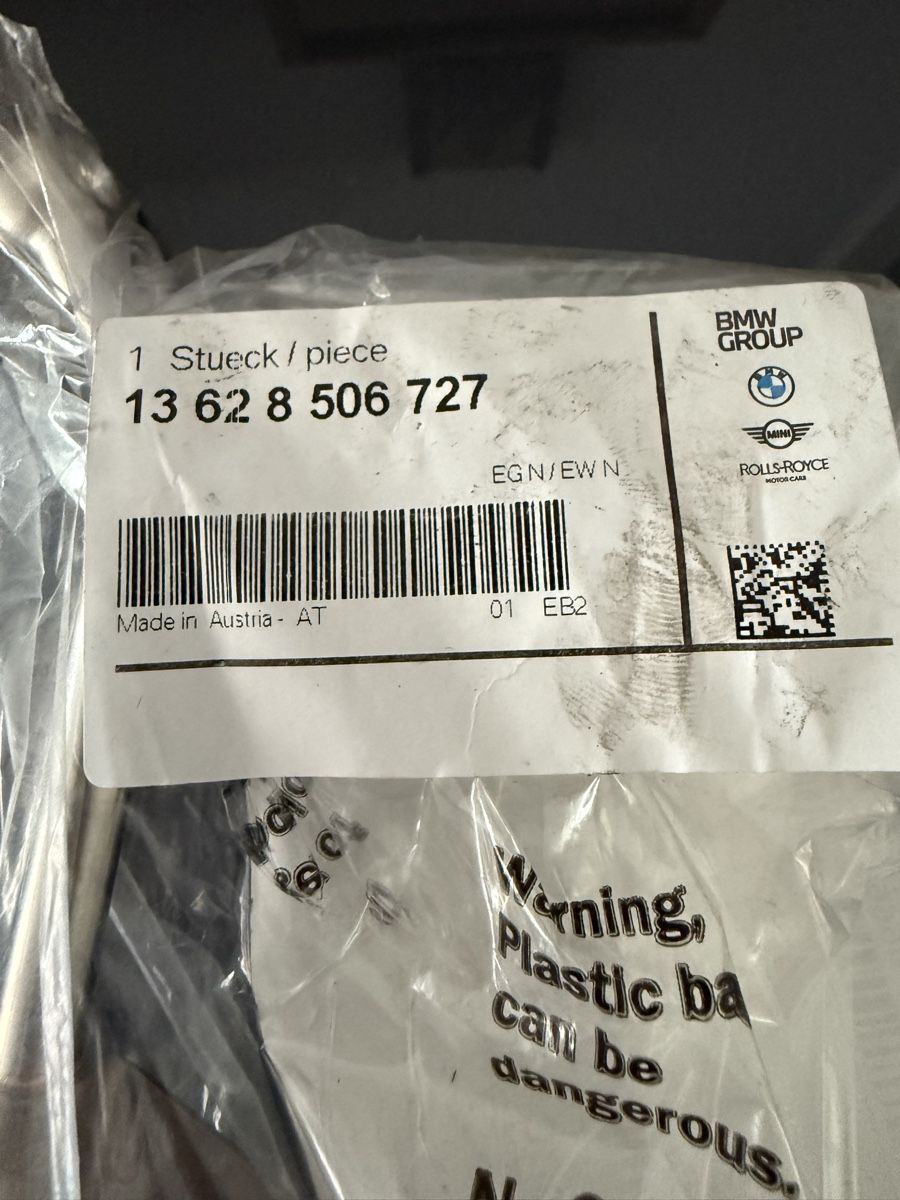 1 Stueck / piece
13 62 8 506 727
EG N / EW N
Made in Austria - AT
01 EB2
BMW
GROUP
BMW
MINI
ROLLS-ROYCE
MOTOR CARS
Warning,
Plastic ba
can be
dangerous.